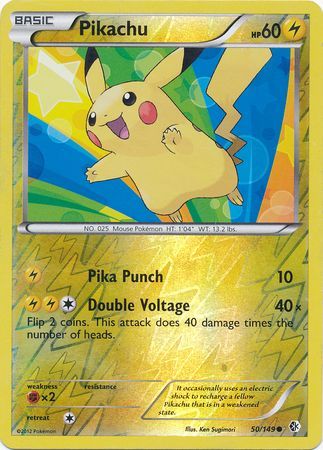 BASIC
Pikachu
HP60
NO. 025 Mouse Pokémon HT: 1'04" WT: 13.2 lbs.
Pika Punch 10
Double Voltage 40×
Flip 2 coins. This attack does 40 damage times
the number of heads.
weakness
resistance
×2
retreat
It occasionally uses an electric
shock to recharge a fellow
Pikachu that is in a weakened
state.
©2012 Pokémon
Illus. Ken Sugimori
50/149